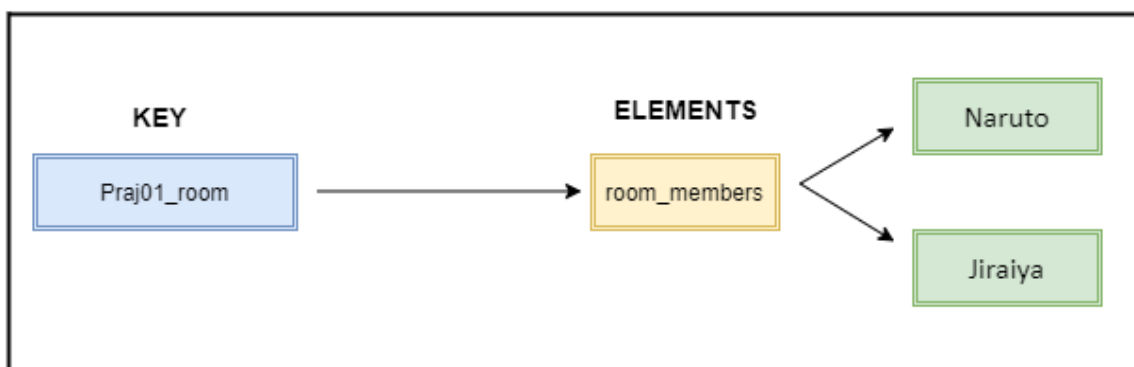 KEY
Praj01_room
ELEMENTS
room_members
Naruto
Jiraiya